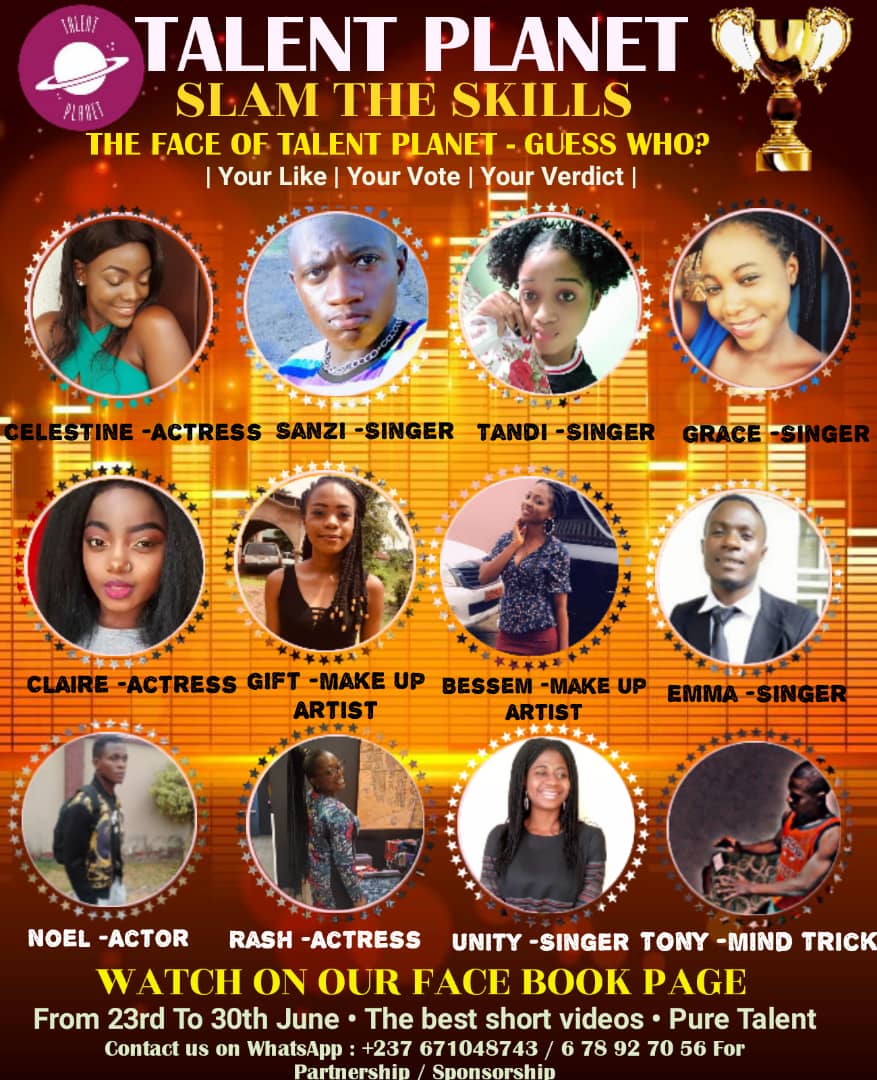 TALENT
PLANET
TALENT PLANET
SLAM THE SKILLS
THE FACE OF TALENT PLANET - GUESS WHO?
| Your Like | Your Vote | Your Verdict |
CELESTINE -ACTRESS
SANZI -SINGER
TANDI -SINGER
GRACE -SINGER
CLAIRE -ACTRESS
GIFT -MAKE UP
ARTIST
BESSEM -MAKE UP
ARTIST
EMMA -SINGER
NOEL -ACTOR
RASH -ACTRESS
UNITY -SINGER
TONY -MIND TRICK
WATCH ON OUR FACE BOOK PAGE
From 23rd To 30th June • The best short videos • Pure Talent
Contact us on WhatsApp : +237 671048743 / 6 78 92 70 56 For
Partnership / Sponsorship